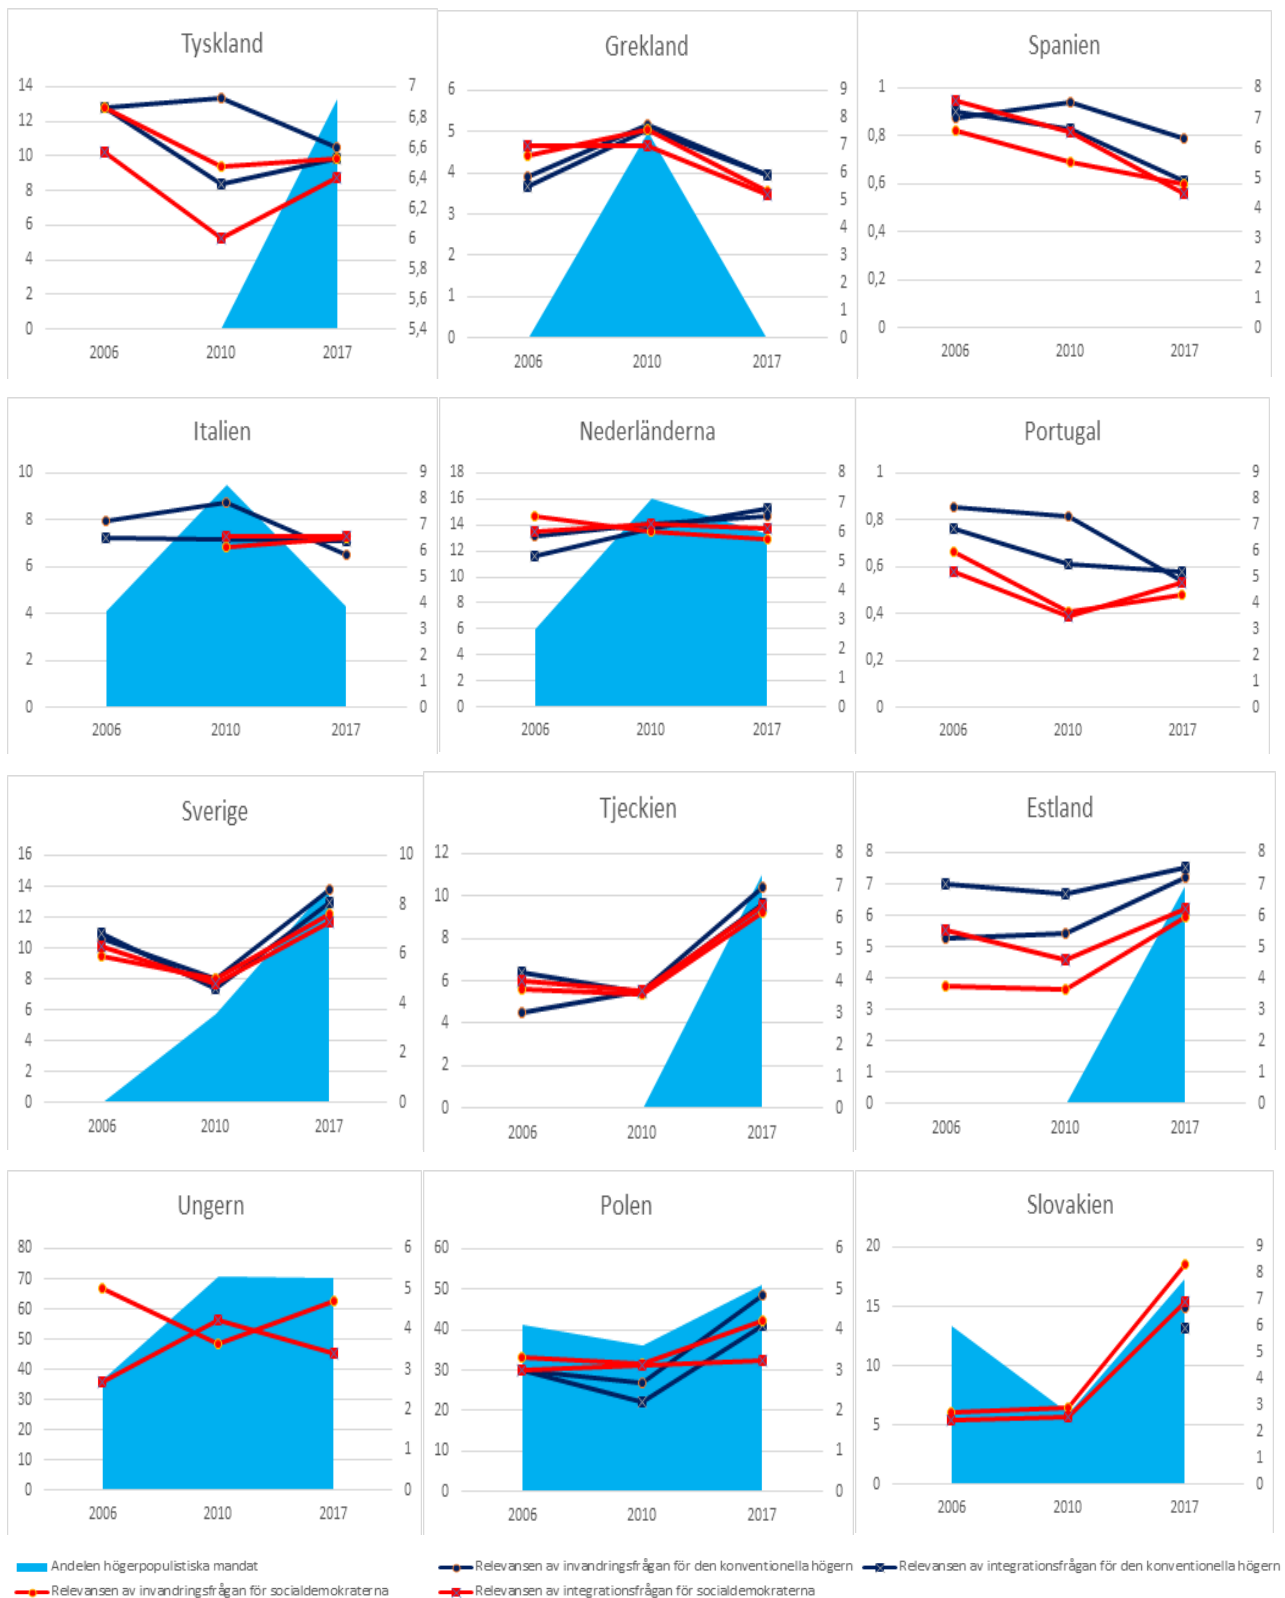 Tyskland
14 12 10 8 6 4 2 0
7 6,8 6,6 6,4 6,2 6 5,8 5,6 5,4
2006 2010 2017
Grekland
6 5 4 3 2 1 0
9 8 7 6 5 4 3 2 1 0
2006 2010 2017
Spanien
1 0,8 0,6 0,4 0,2 0
8 7 6 5 4 3 2 1 0
2006 2010 2017
Italien
10 8 6 4 2 0
9 8 7 6 5 4 3 2 1 0
2006 2010 2017
Nederländerna
18 16 14 12 10 8 6 4 2 0
8 7 6 5 4 3 2 1 0
2006 2010 2017
Portugal
1 0,8 0,6 0,4 0,2 0
9 8 7 6 5 4 3 2 1 0
2006 2010 2017
Sverige
16 14 12 10 8 6 4 2 0
10 8 6 4 2 0
2006 2010 2017
Tjeckien
12 10 8 6 4 2 0
8 7 6 5 4 3 2 1 0
2006 2010 2017
Estland
8 7 6 5 4 3 2 1 0
8 7 6 5 4 3 2 1 0
2006 2010 2017
Ungern
80 70 60 50 40 30 20 10 0
6 5 4 3 2 1 0
2006 2010 2017
Polen
60 50 40 30 20 10 0
6 5 4 3 2 1 0
2006 2010 2017
Slovakien
20 15 10 5 0
9 8 7 6 5 4 3 2 1 0
2006 2010 2017
Andelen högerpopulistiska mandat
Relevansen av invandringsfrågan för den konventionella högern
Relevansen av integrationsfrågan för den konventionella högern
Relevansen av invandringsfrågan för socialdemokraterna
Relevansen av integrationsfrågan för socialdemokraterna